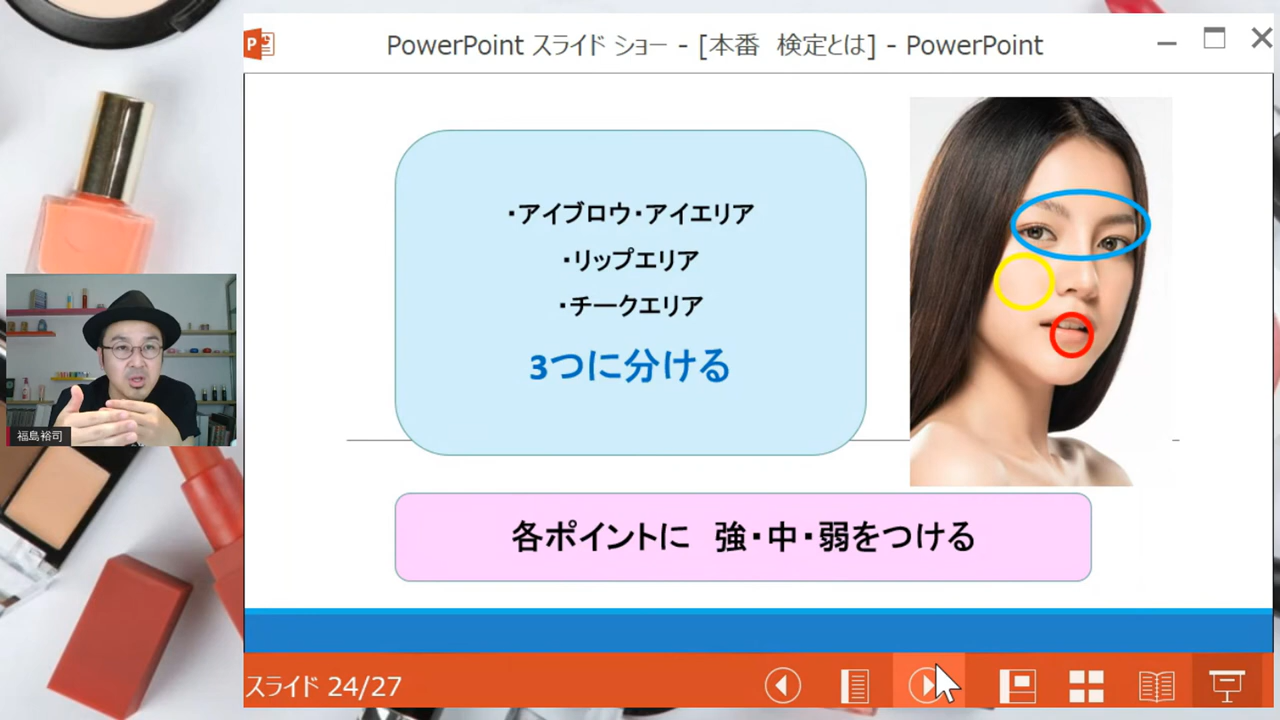 PowerPoint スライド ショー - [本番　検定とは] - PowerPoint
・アイブロウ・アイエリア
・リップエリア
・チークエリア
3つに分ける
福島裕司
各ポイントに　強・中・弱をつける
スライド 24/27